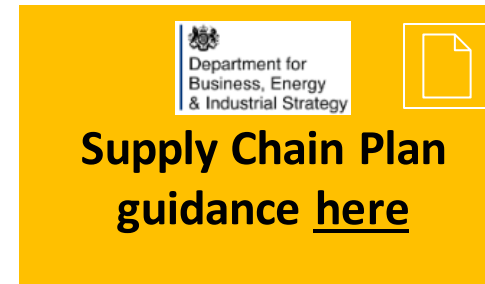 Department for
Business, Energy
& Industrial Strategy
Supply Chain Plan
guidance here